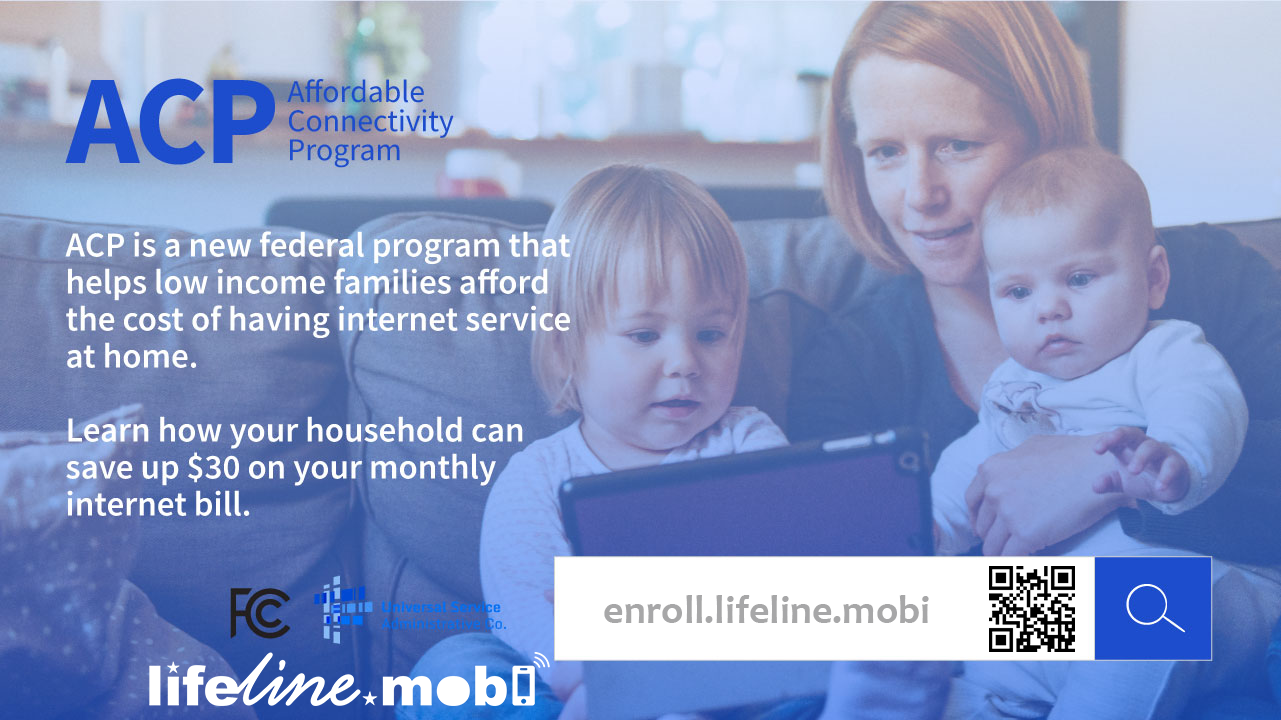 ACP Affordable
Connectivity
Program
ACP is a new federal program that
helps low income families afford
the cost of having internet service
at home.
Learn how your household can
save up $30 on your monthly
internet bill.
FCC
Universal Service
Administrative Co.
lifeline.mobi
enroll.lifeline.mobi